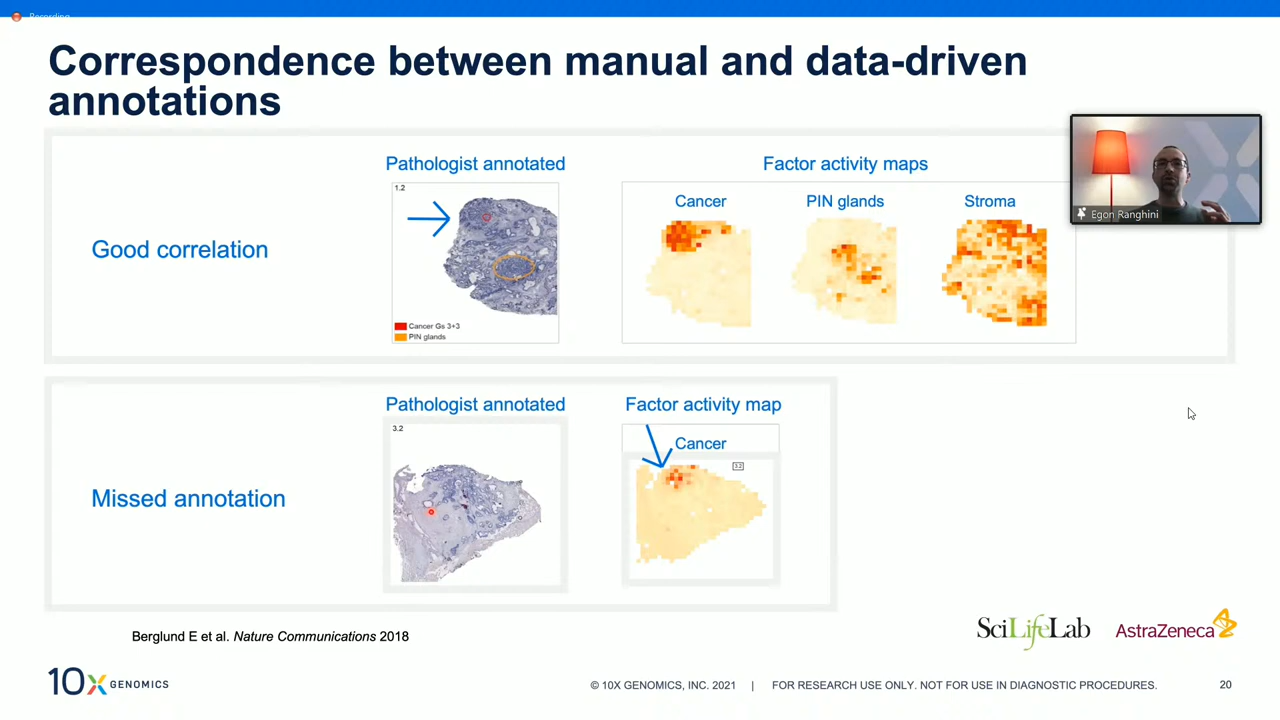 Recording
Correspondence between manual and data-driven
annotations
Pathologist annotated
Factor activity maps
1.2
Cancer
PIN glands
Stroma
Egon Ranghini
Good correlation
Cancer Gs 3+3
PIN glands
Pathologist annotated
Factor activity map
3.2
Cancer
3.2
Missed annotation
Berglund E et al. Nature Communications 2018
SciLifeLab
AstraZeneca
10x GENOMICS
© 10X GENOMICS, INC. 2021 | FOR RESEARCH USE ONLY. NOT FOR USE IN DIAGNOSTIC PROCEDURES.
20